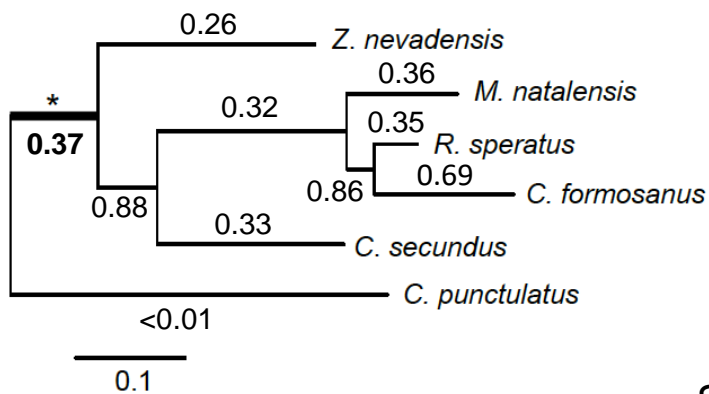 0.26
Z. nevadensis
0.36
*
0.32
M. natalensis
0.35
0.37
R. speratus
0.86
0.69
0.88
C. formosanus
0.33
C. secundus
C. punctulatus
<0.01
0.1